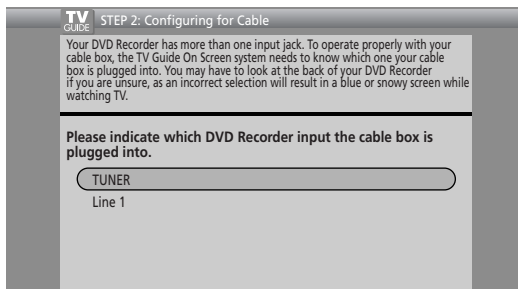 TV
GUIDE
STEP 2: Configuring for Cable
Your DVD Recorder has more than one input jack. To operate properly with your
cable box, the TV Guide On Screen system needs to know which one your cable
box is plugged into. You may have to look at the back of your DVD Recorder
if you are unsure, as an incorrect selection will result in a blue or snowy screen while
watching TV.
Please indicate which DVD Recorder input the cable box is
plugged into.
TUNER
Line 1